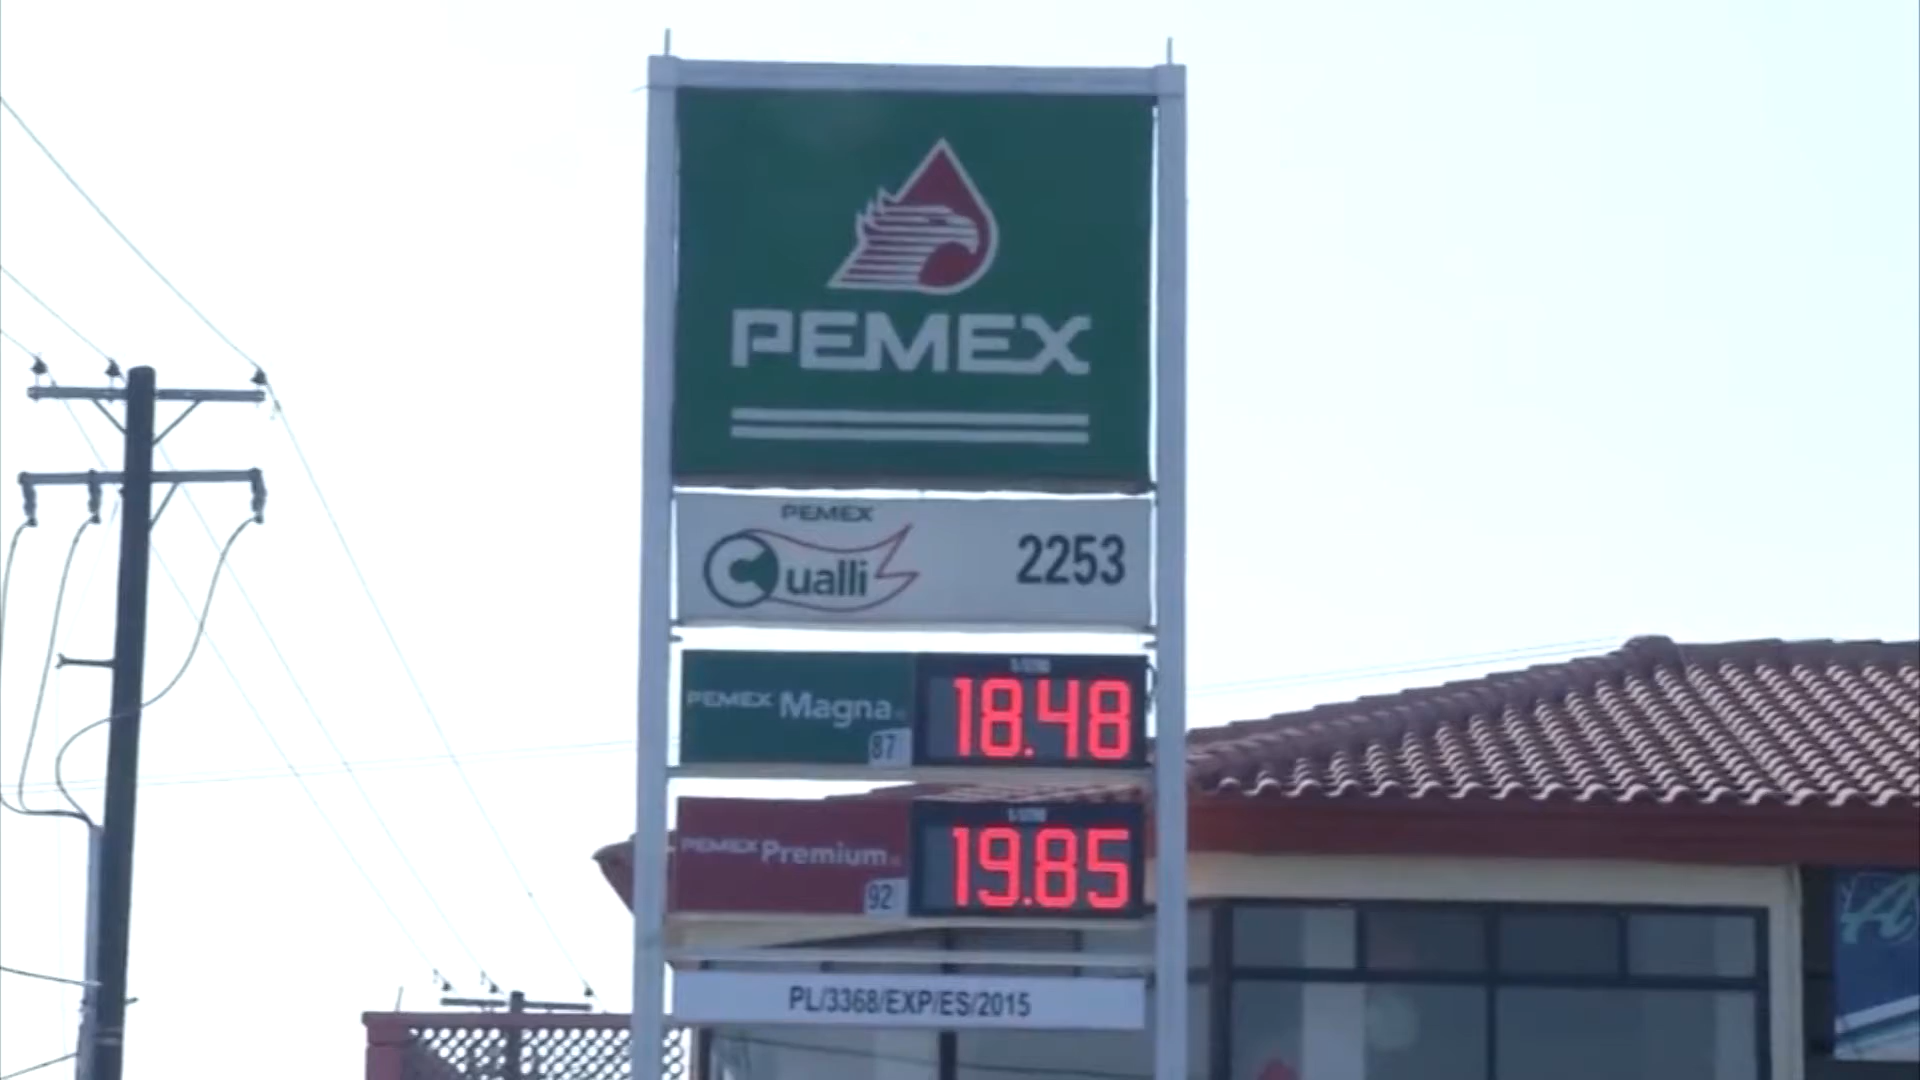 PEMEX
PEMEX
Cualli
2253
PEMEX Magna
87
18.48
PEMEX Premium
92
19.85
PL/3368/EXP/ES/2015